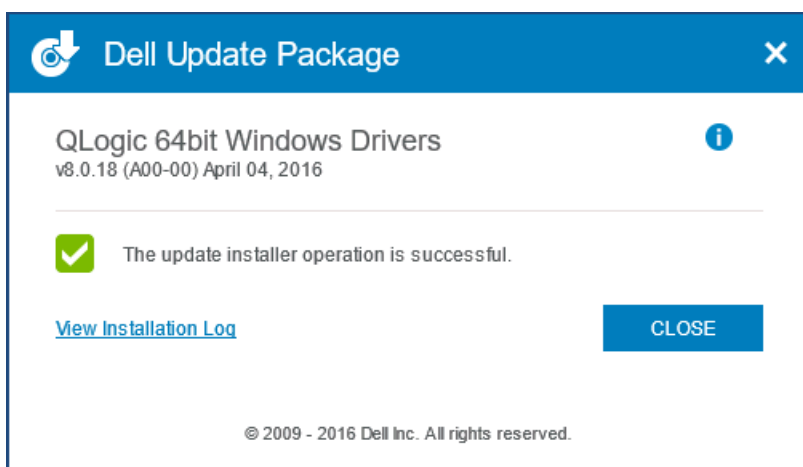 Dell Update Package
QLogic 64bit Windows Drivers
v8.0.18 (A00-00) April 04, 2016
The update installer operation is successful.
View Installation Log
CLOSE
© 2009 - 2016 Dell Inc. All rights reserved.